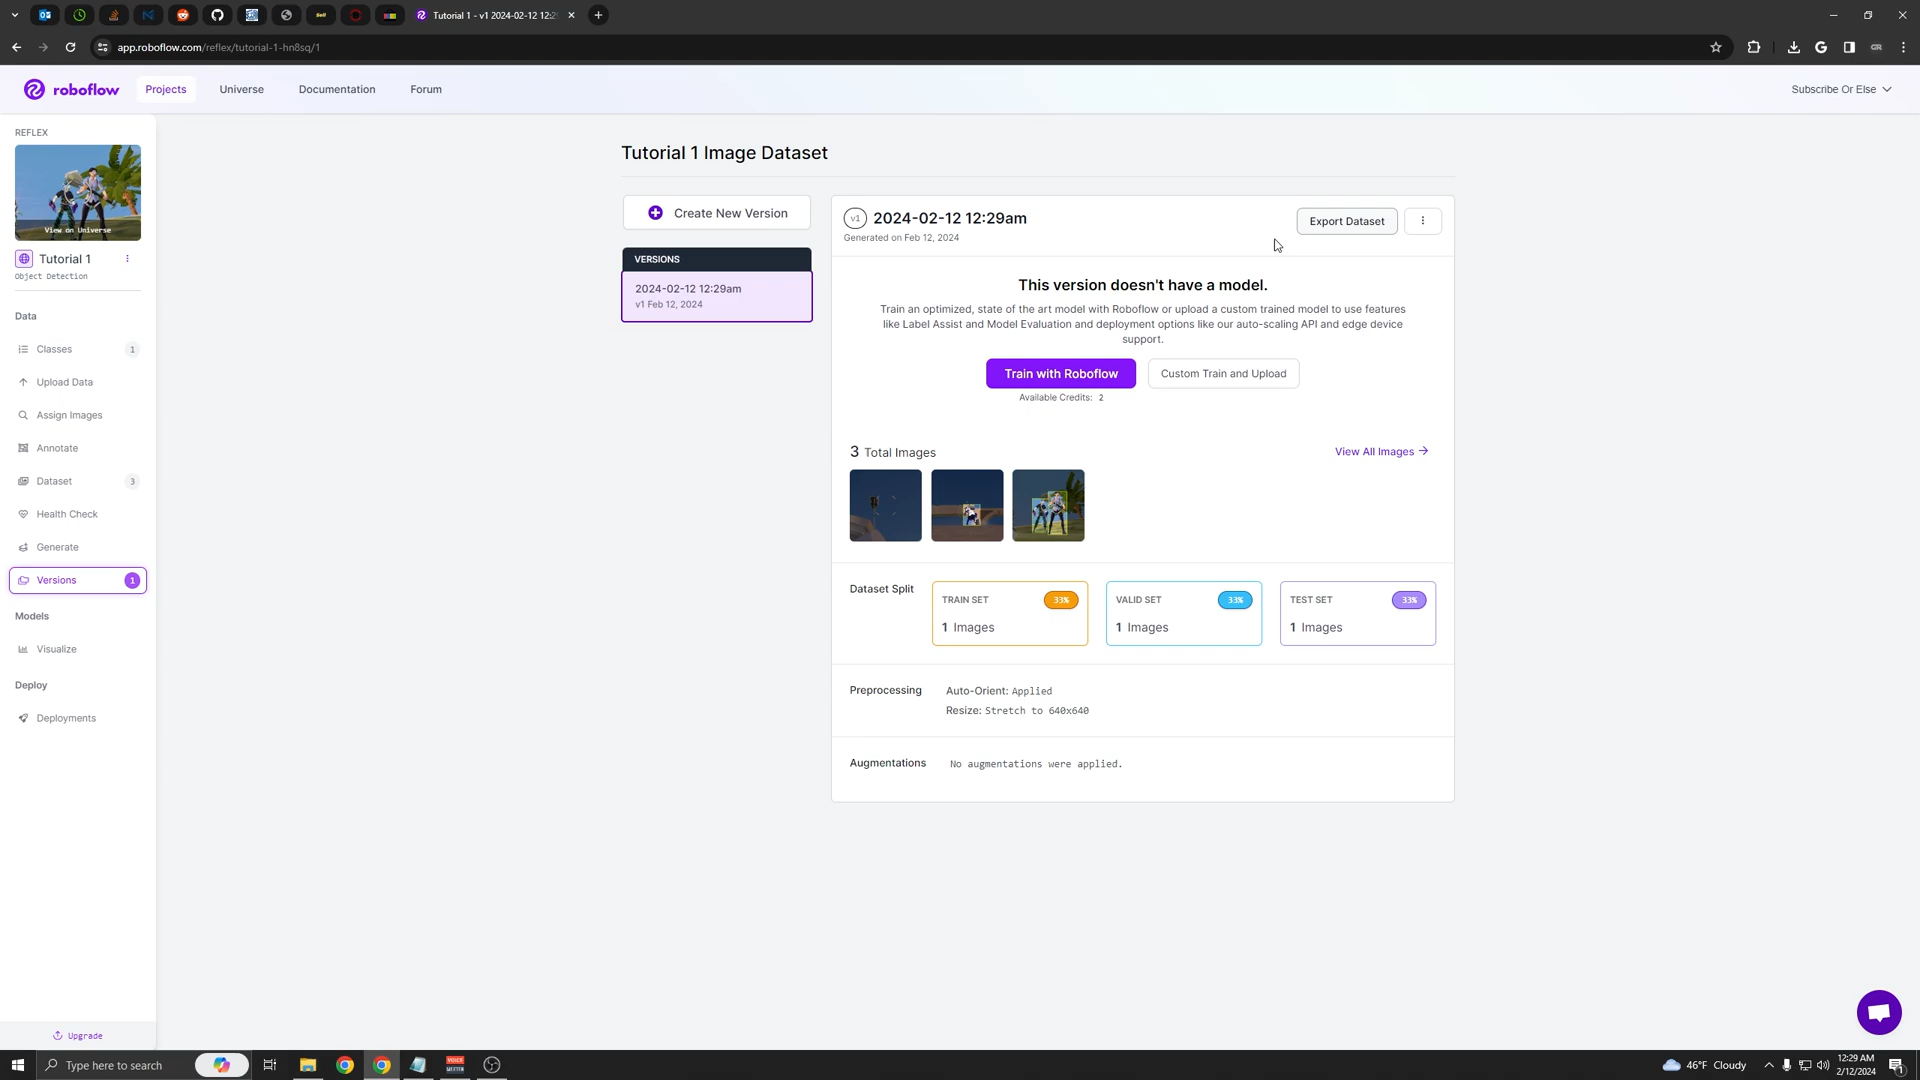 Tutorial 1 - v1 2024-02-12 12:2
app.roboflow.com/reflex/tutorial-1-hn8sq/1
roboflow
Projects
Universe
Documentation
Forum
Subscribe Or Else
REFLEX
View on Universe
Tutorial 1
Object Detection
Data
Classes 1
Upload Data
Assign Images
Annotate
Dataset 3
Health Check
Generate
Versions 1
Models
Visualize
Deploy
Deployments
Upgrade
Tutorial 1 Image Dataset
Create New Version
VERSIONS
2024-02-12 12:29am
v1 Feb 12, 2024
v1 2024-02-12 12:29am
Generated on Feb 12, 2024
Export Dataset
This version doesn't have a model.
Train an optimized, state of the art model with Roboflow or upload a custom trained model to use features
like Label Assist and Model Evaluation and deployment options like our auto-scaling API and edge device
support.
Train with Roboflow
Custom Train and Upload
Available Credits: 2
3 Total Images
View All Images
Dataset Split
TRAIN SET 33%
1 Images
VALID SET 33%
1 Images
TEST SET 33%
1 Images
Preprocessing
Auto-Orient: Applied
Resize: Stretch to 640x640
Augmentations
No augmentations were applied.
Type here to search
46°F Cloudy
12:29 AM
2/12/2024